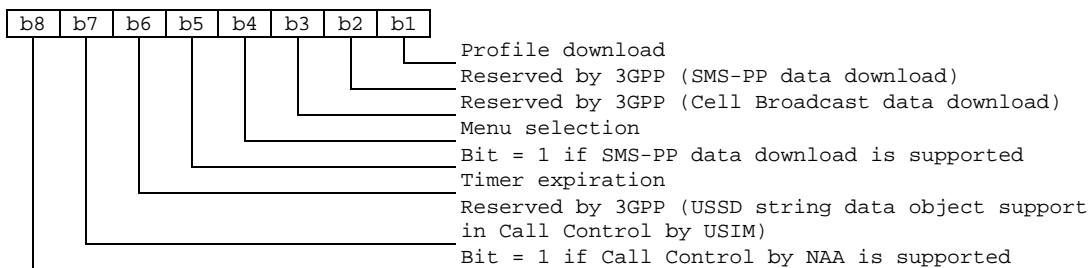 b8 b7 b6 b5 b4 b3 b2 b1
Profile download
Reserved by 3GPP (SMS-PP data download)
Reserved by 3GPP (Cell Broadcast data download)
Menu selection
Bit = 1 if SMS-PP data download is supported
Timer expiration
Reserved by 3GPP (USSD string data object support
in Call Control by USIM)
Bit = 1 if Call Control by NAA is supported